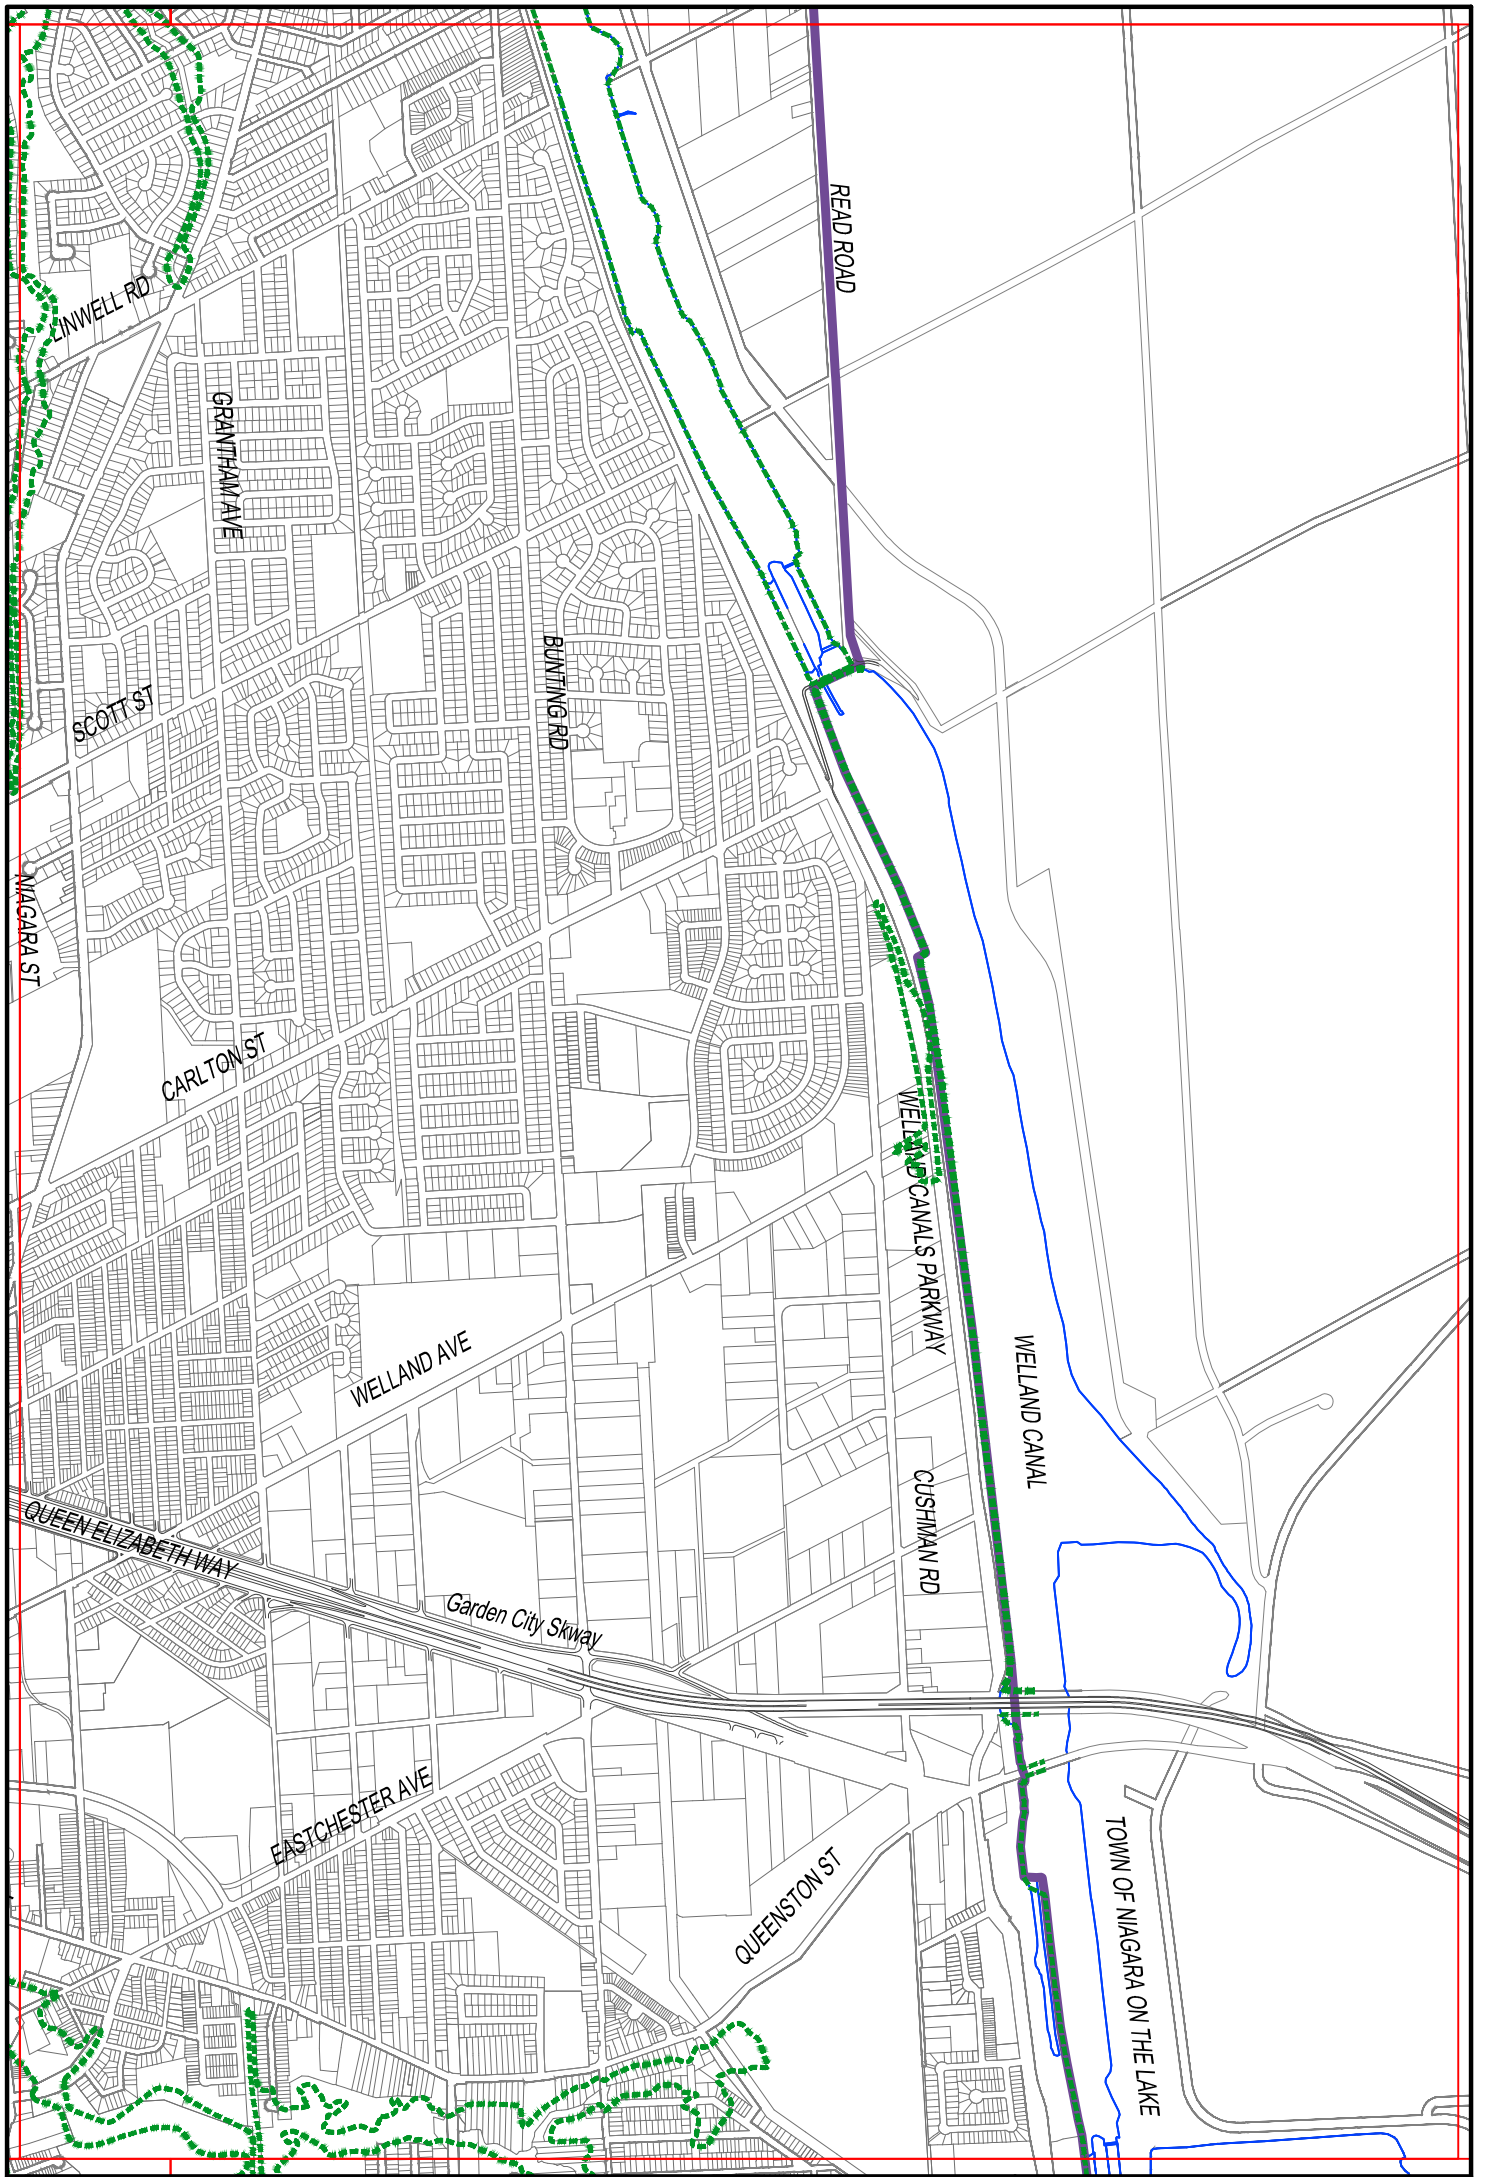 READ ROAD
LINWELL RD
GRANTHAM AVE
BUNTING RD
SCOTT ST
NIAGARA ST
CARLTON ST
WELLAND CANALS PARKWAY
WELLAND AVE
WELLAND CANAL
CUSHMAN RD
QUEEN ELIZABETH WAY
Garden City Skway
EASTCHESTER AVE
QUEENSTON ST
TOWN OF NIAGARA ON THE LAKE